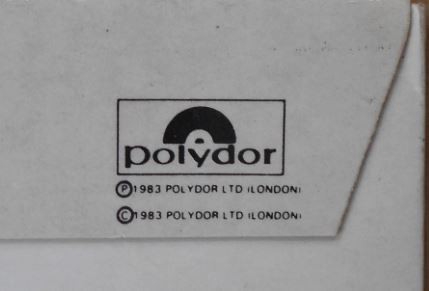 polydor
℗1983 POLYDOR LTD (LONDON)
©1983 POLYDOR LTD (LONDON)